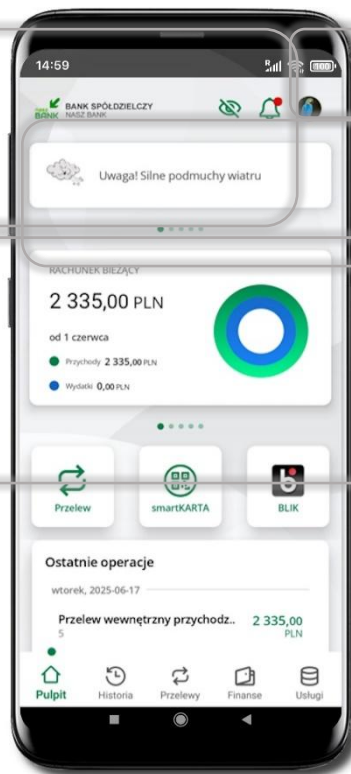 14:59
BANK SPÓŁDZIELCZY
NASZ BANK
Uwaga! Silne podmuchy wiatru
RACHUNEK BIEŻĄCY
2 335,00 PLN
od 1 czerwca
Przychody 2 335,00 PLN
Wydatki 0,00 PLN
Przelew
smartKARTA
BLIK
Ostatnie operacje
wtorek, 2025-06-17
Przelew wewnętrzny przychodz.. 2 335,00
5 PLN
Pulpit
Historia
Przelewy
Finanse
Usługi